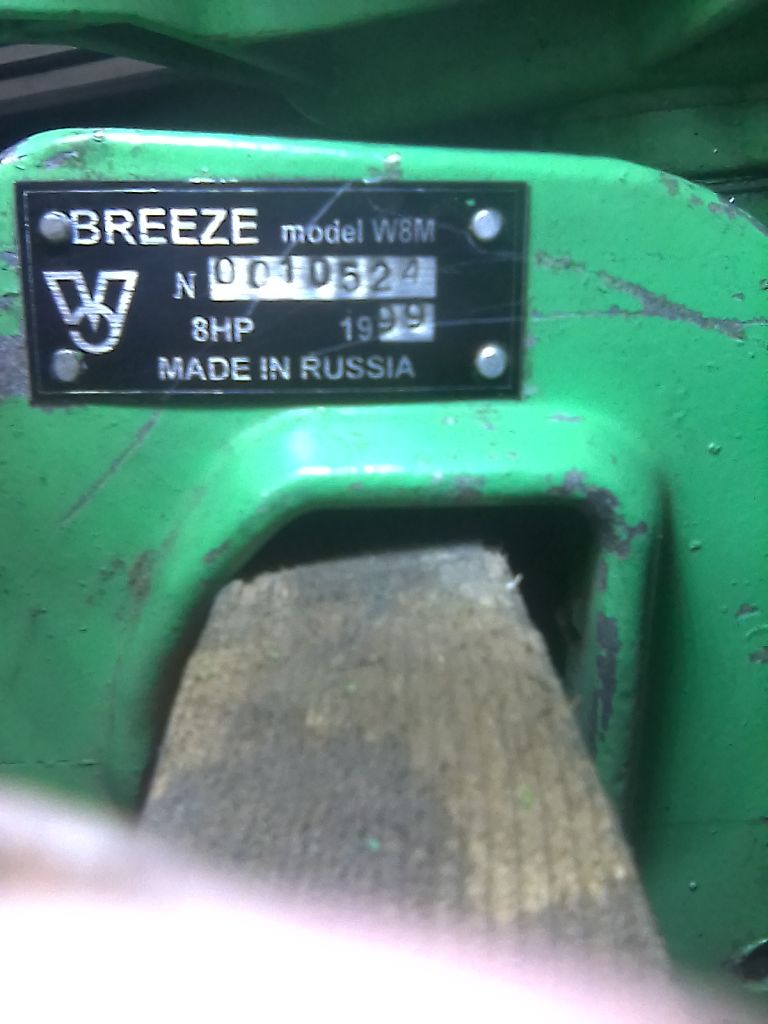 BREEZE model W8M
N 0010524
8HP 1999
MADE IN RUSSIA